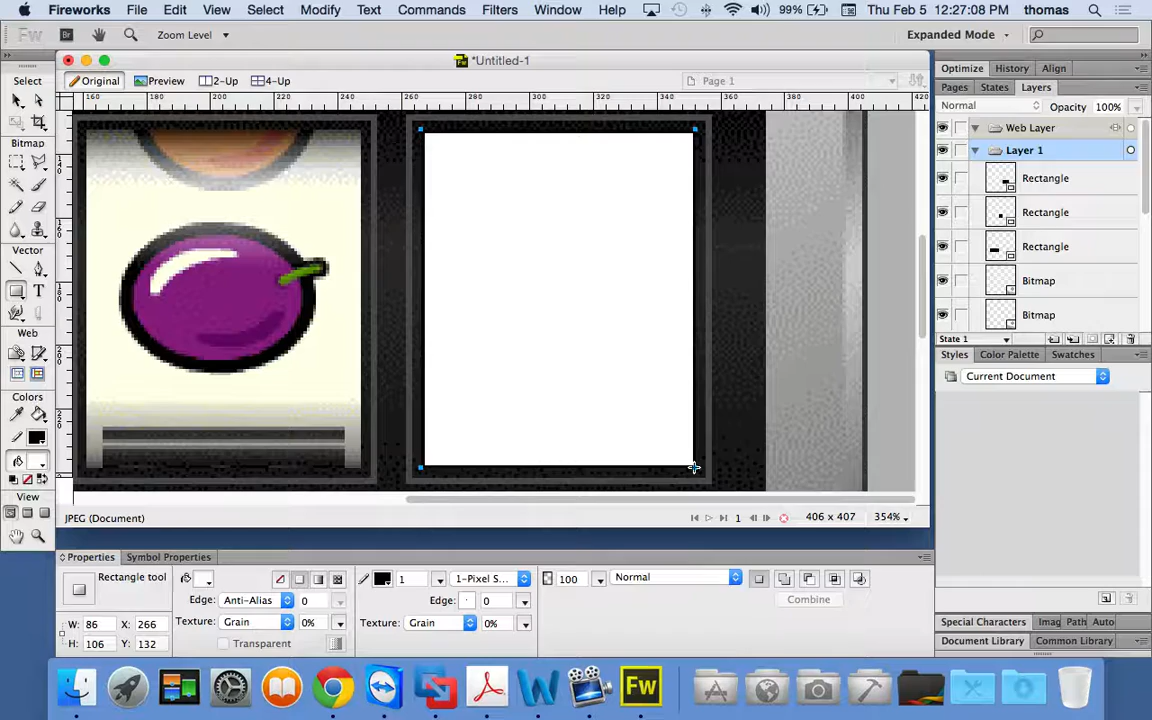 Fireworks File Edit View Select Modify Text Commands Filters Window Help 99% Thu Feb 5 12:27:08 PM thomas
Fw Br Zoom Level Expanded Mode
*Untitled-1
Original Preview 2-Up 4-Up Page 1
160 180 200 220 240 260 280 300 320 340 360 380 400 420
Select
Bitmap
Vector
T
Web
Colors
View
JPEG (Document) 1 406 x 407 354%
Optimize History Align
Pages States Layers
Normal Opacity 100%
Web Layer
Layer 1
Rectangle
Rectangle
Rectangle
Bitmap
Bitmap
State 1
Styles Color Palette Swatches
Current Document
Special Characters Imag Path Auto
Document Library Common Library
Properties Symbol Properties
Rectangle tool 1 1-Pixel S... 100 Normal
Edge: Anti-Alias 0 Edge: 0 Combine
W: 86 X: 266 Texture: Grain 0% Texture: Grain 0%
H: 106 Y: 132 Transparent
Fw